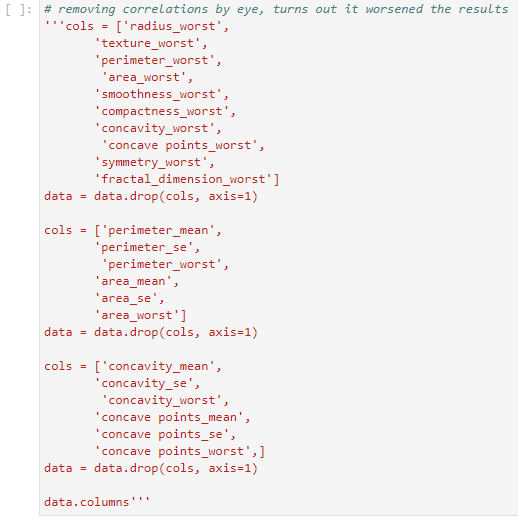 [ ]: # removing correlations by eye, turns out it worsened the results
'''cols = ['radius_worst',
'texture_worst',
'perimeter_worst',
'area_worst',
'smoothness_worst',
'compactness_worst',
'concavity_worst',
'concave points_worst',
'symmetry_worst',
'fractal_dimension_worst']
data = data.drop(cols, axis=1)

cols = ['perimeter_mean',
'perimeter_se',
'perimeter_worst',
'area_mean',
'area_se',
'area_worst']
data = data.drop(cols, axis=1)

cols = ['concavity_mean',
'concavity_se',
'concavity_worst',
'concave points_mean',
'concave points_se',
'concave points_worst',]
data = data.drop(cols, axis=1)

data.columns'''